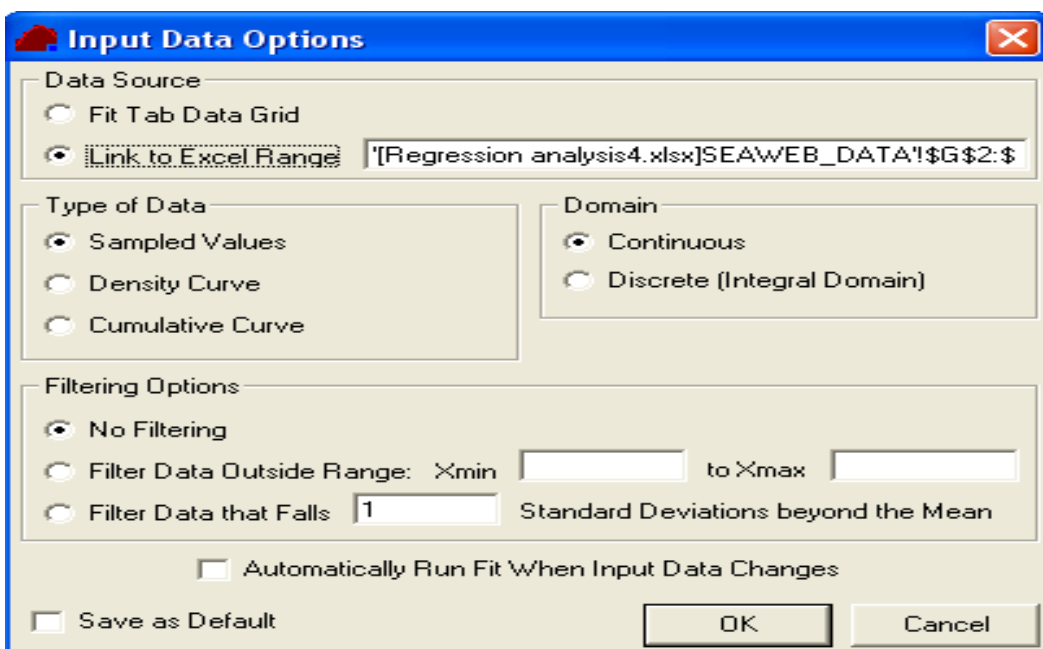 Input Data Options
Data Source
Fit Tab Data Grid
Link to Excel Range '[Regression analysis4.xlsx]SEAWEB_DATA'!$G$2:$
Type of Data
Sampled Values
Density Curve
Cumulative Curve
Domain
Continuous
Discrete (Integral Domain)
Filtering Options
No Filtering
Filter Data Outside Range: Xmin to Xmax
Filter Data that Falls 1 Standard Deviations beyond the Mean
Automatically Run Fit When Input Data Changes
Save as Default OK Cancel